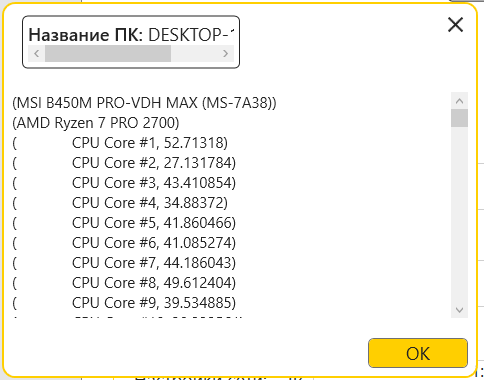 Название ПК: DESKTOP-
(MSI B450M PRO-VDH MAX (MS-7A38))
(AMD Ryzen 7 PRO 2700)
( CPU Core #1, 52.71318)
( CPU Core #2, 27.131784)
( CPU Core #3, 43.410854)
( CPU Core #4, 34.88372)
( CPU Core #5, 41.860466)
( CPU Core #6, 41.085274)
( CPU Core #7, 44.186043)
( CPU Core #8, 49.612404)
( CPU Core #9, 39.534885)
OK